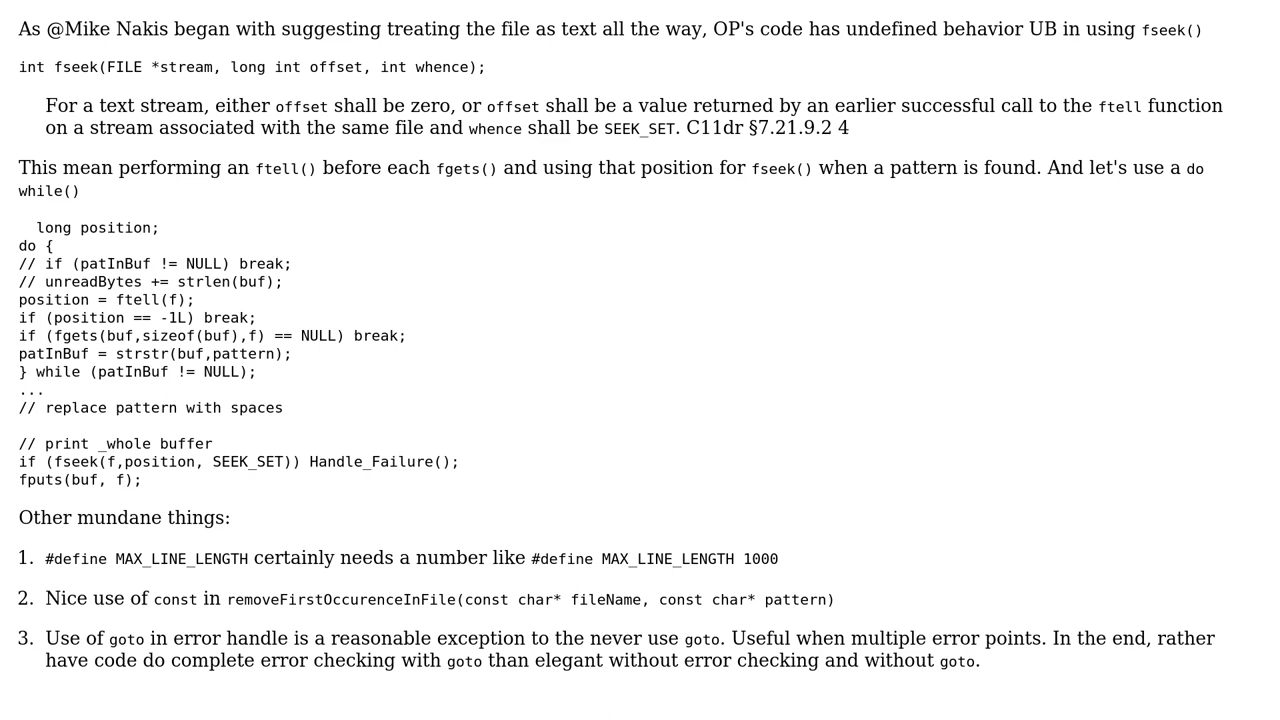 As @Mike Nakis began with suggesting treating the file as text all the way, OP's code has undefined behavior UB in using fseek()
int fseek(FILE *stream, long int offset, int whence);
For a text stream, either offset shall be zero, or offset shall be a value returned by an earlier successful call to the ftell function
on a stream associated with the same file and whence shall be SEEK_SET. C11dr §7.21.9.2 4
This mean performing an ftell() before each fgets() and using that position for fseek() when a pattern is found. And let's use a do
while()
  long position;
do {
// if (patInBuf != NULL) break;
// unreadBytes += strlen(buf);
position = ftell(f);
if (position == -1L) break;
if (fgets(buf,sizeof(buf),f) == NULL) break;
patInBuf = strstr(buf,pattern);
} while (patInBuf != NULL);
...
// replace pattern with spaces
// print _whole buffer
if (fseek(f,position, SEEK_SET)) Handle_Failure();
fputs(buf, f);
Other mundane things:
1. #define MAX_LINE_LENGTH certainly needs a number like #define MAX_LINE_LENGTH 1000
2. Nice use of const in removeFirstOccurenceInFile(const char* fileName, const char* pattern)
3. Use of goto in error handle is a reasonable exception to the never use goto. Useful when multiple error points. In the end, rather
have code do complete error checking with goto than elegant without error checking and without goto.